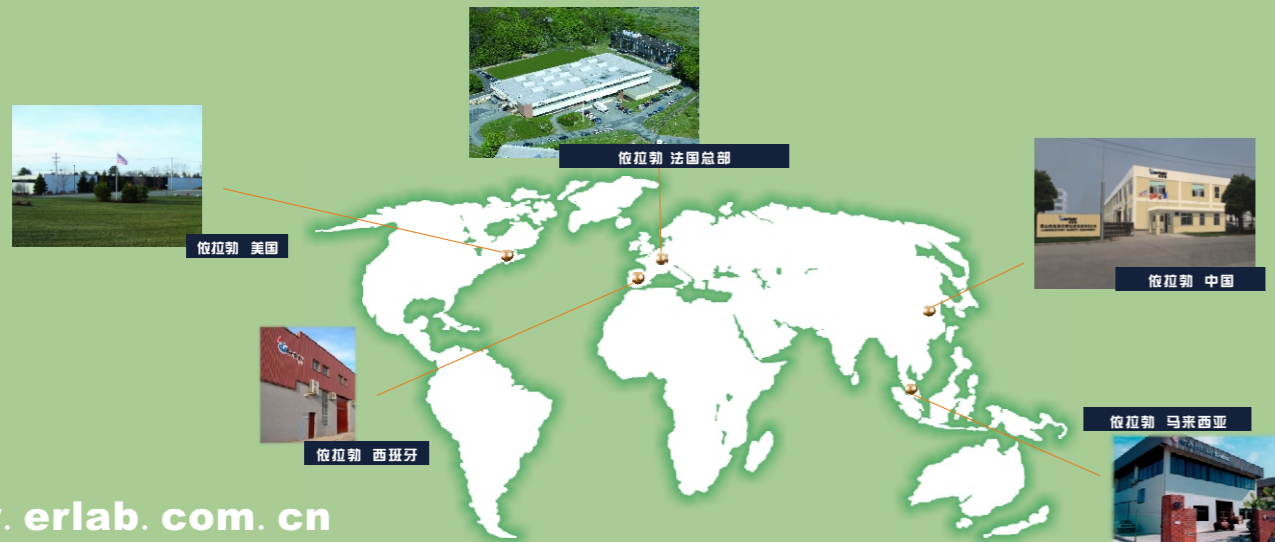 依拉勃 法国总部
依拉勃 美国
依拉勃 中国
依拉勃 西班牙
依拉勃 马来西亚
. erlab. com. cn